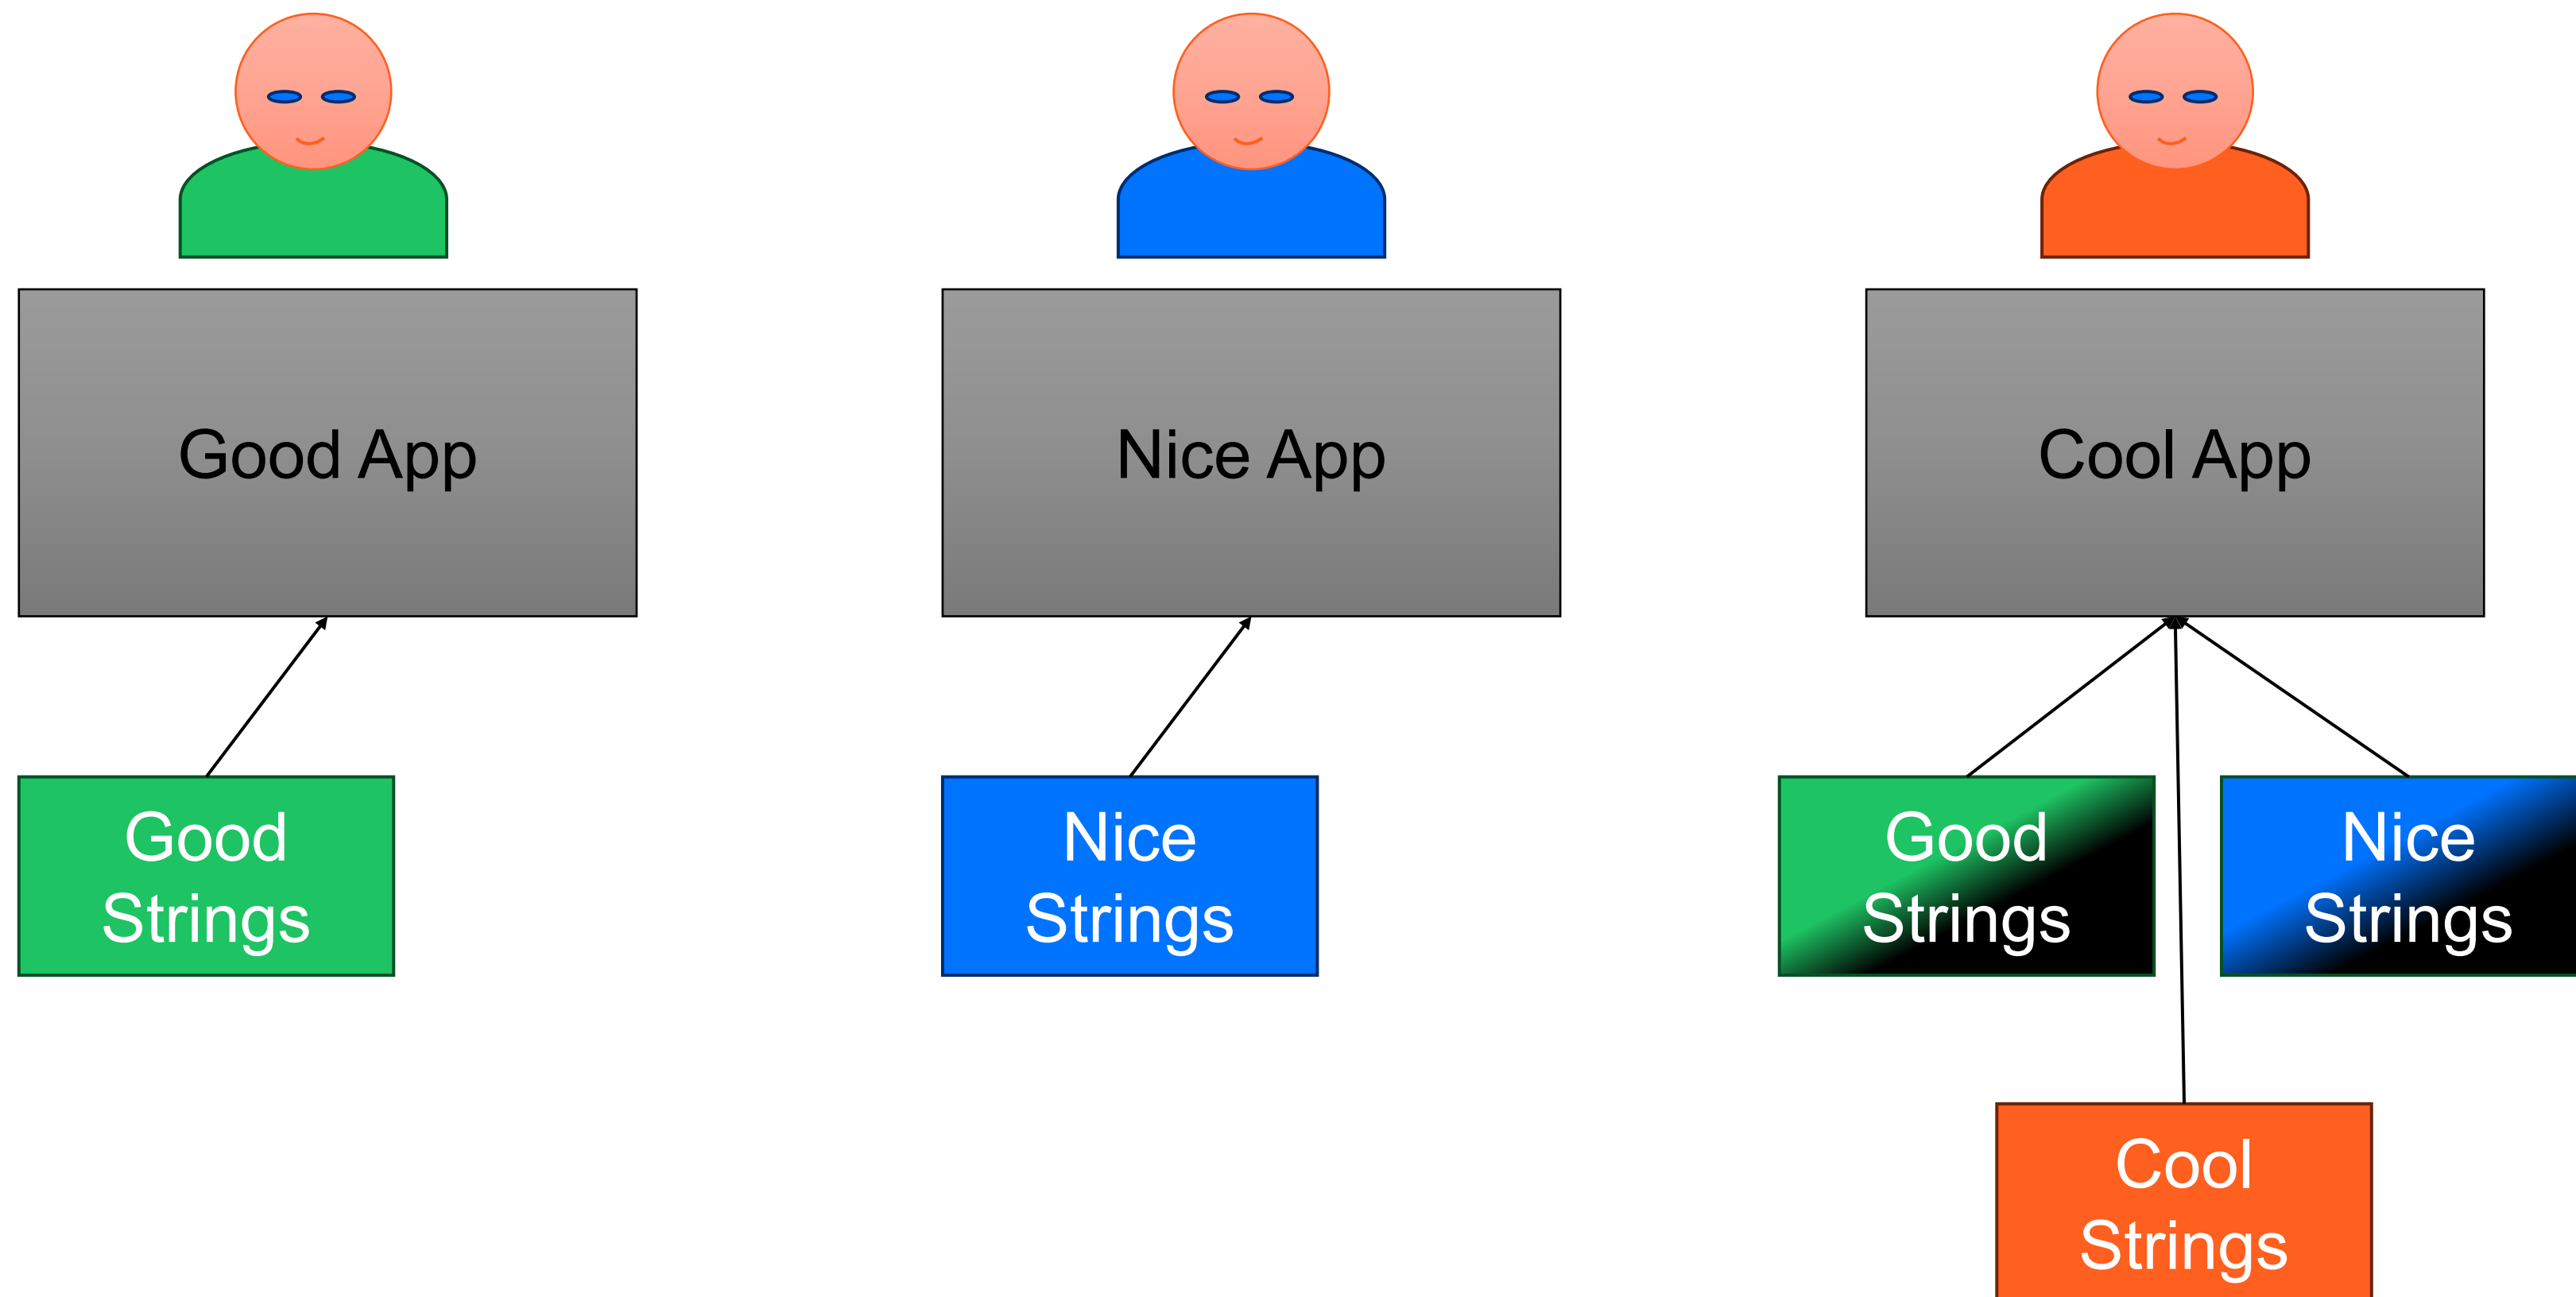 Good App
Nice App
Cool App
Good
Strings
Nice
Strings
Good
Strings
Nice
Strings
Cool
Strings